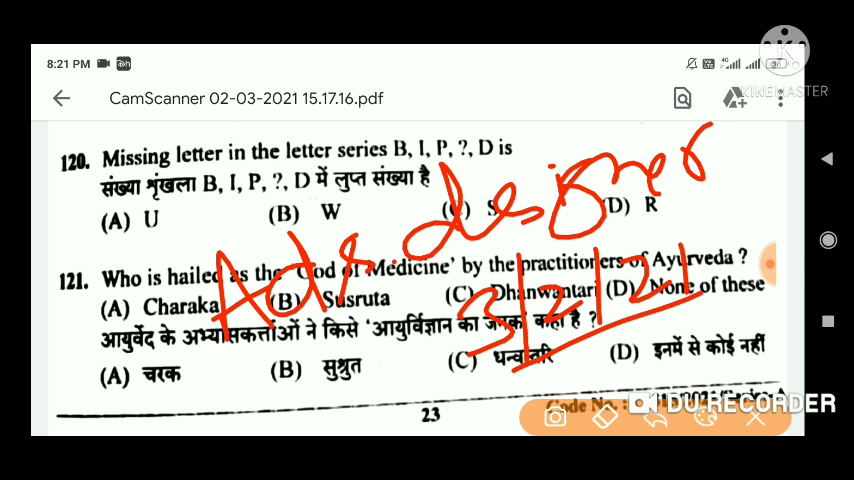 8:21 PM
CamScanner 02-03-2021 15.17.16.pdf
KINEMASTER
120. Missing letter in the letter series B, I, P, ?, D is
संख्या शृंखला B, I, P, ?, D में लुप्त संख्या है
(A) U (B) W (C) S (D) R
121. Who is hailed as the 'God of Medicine' by the practitioners of Ayurveda ?
(A) Charaka (B) Susruta (C) Dhanwantari (D) None of these
आयुर्वेद के अभ्यासकर्त्ताओं ने किसे 'आयुर्विज्ञान का जनक' कहा है ?
(A) चरक (B) सुश्रुत (C) धन्वन्तरि (D) इनमें से कोई नहीं
23
Code No. :
DU RECORDER
3/2/21